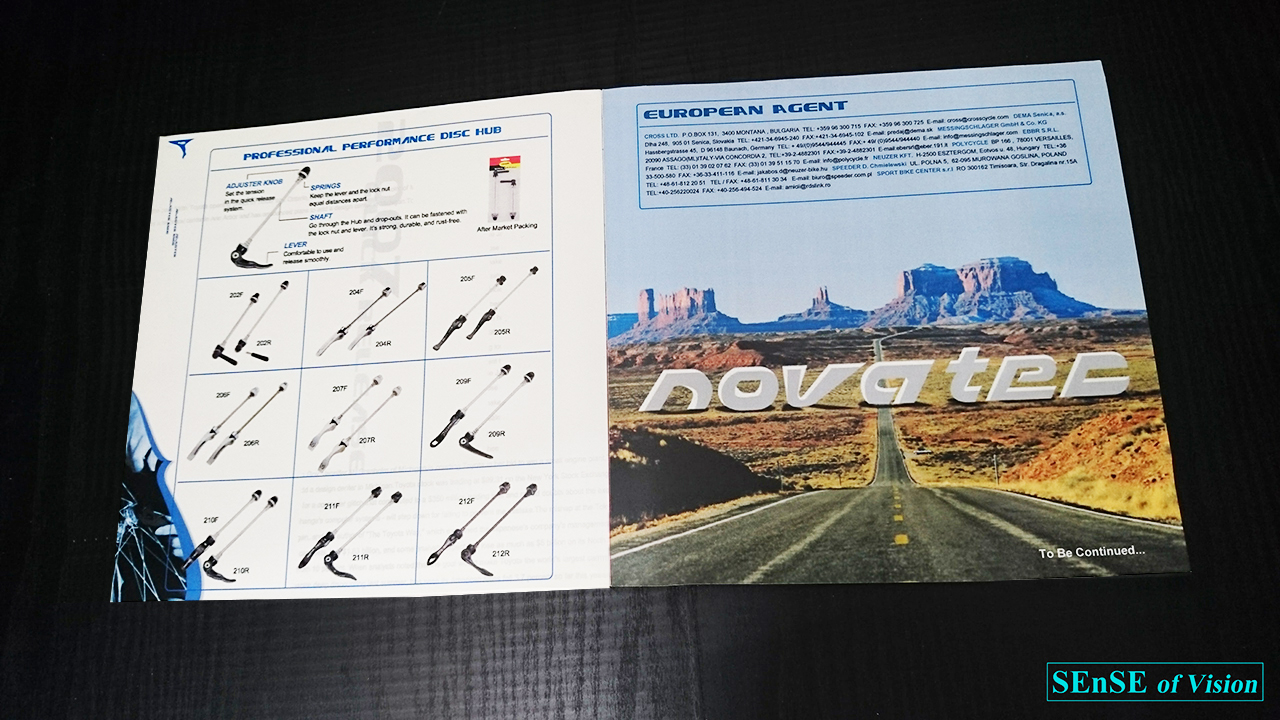 PROFESSIONAL PERFORMANCE DISC HUB
ADJUSTER KNOB
Set the tension
in the quick release
system.
SPRINGS
Keep the lever and the lock nut
equal distances apart.
SHAFT
Go through the Hub and drop-outs. It can be fastened with
the lock nut and lever. It's strong, durable, and rust-free.
LEVER
Comfortable to use and
release smoothly.
After Market Packing
202F
202R
204F
204R
205F
205R
206F
206R
207F
207R
209F
209R
210F
210R
211F
211R
212F
212R
EUROPEAN AGENT
CROSS LTD. P.O.BOX 131, 3400 MONTANA, BULGARIA TEL: +359 96 300 715 FAX: +359 96 300 725 E-mail: cross@crosscycle.com DEMA Senica, a.s.
Dlha 248, 905 01 Senica, Slovakia TEL: +421-34-6945-240 FAX:+421-34-6945-332 E-mail: predaj@dema.sk MESSINGSCHLAGER GmbH & Co. KG
Hassbergstrasse 45, D 96148 Baunach, Germany TEL: + 49/(0)9544/944445 FAX: + 49/ (0)9544/944440 E-mail: info@messingschlager.com EBBR S.R.L.
20090 ASSAGO(MI),ITALY-VIA CONCORDIA 2, TEL+39-2-4882301 FAX:+39-2-4882301 E-mail:ebersrl@eber.191.it POLYCYCLE BP 166, 78001 VERSAILLES,
France TEL: (33) 01 39 02 07 62 FAX: (33) 01 39 51 15 70 E-mail: info@polycycle.fr NEUZER KFT. H-2500 ESZTERGOM, Eotvos u. 48, Hungary TEL:+36
33-500-580 FAX: +36-33-411-116 E-mail: jakabos.d@neuzer-bike.hu SPEEDER D. Chmielewski UL. POLNA 5, 62-095 MUROWANA GOSLINA, POLAND
TEL: +48-61-812 20 51 TEL / FAX: +48-61-811 30 34 E-mail: biuro@speeder.com.pl SPORT BIKE CENTER s.r.l RO 300162 Timisoara, Str. Dragalina nr.15A
TEL:+40-256220024 FAX: +40-256-494-524 E-mail: amicii@rdslink.ro
novatec
To Be Continued...
SEnSE of Vision